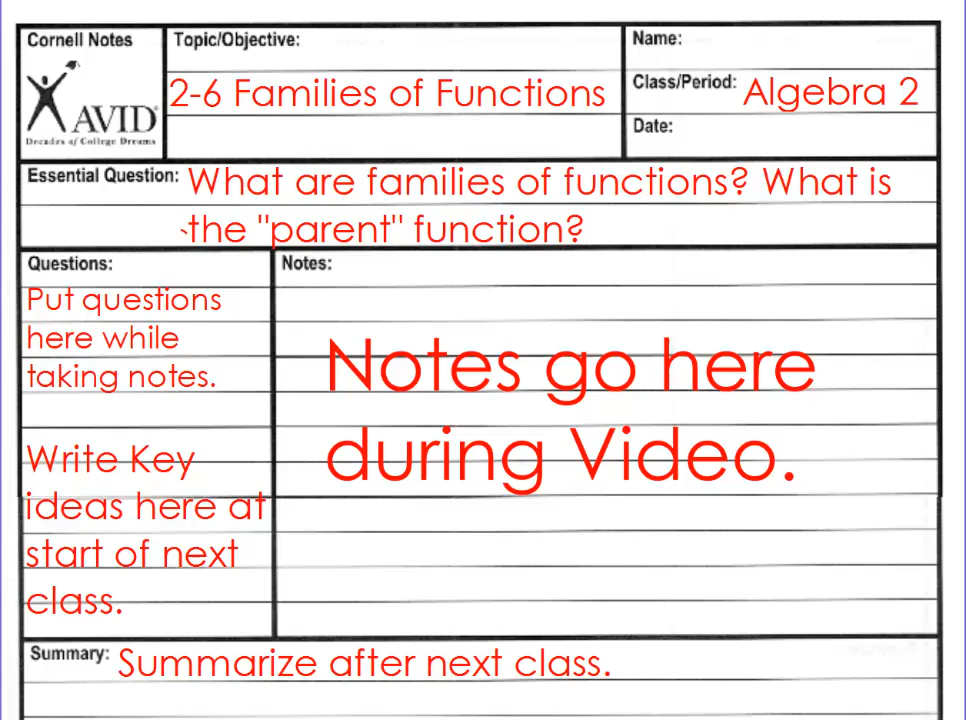 Cornell Notes
AVID
Decades of College Dreams
Topic/Objective:
2-6 Families of Functions
Name:
Class/Period: Algebra 2
Date:
Essential Question: What are families of functions? What is
the "parent" function?
Questions:
Put questions
here while
taking notes.
Write Key
ideas here at
start of next
class.
Notes:
Notes go here
during Video.
Summary: Summarize after next class.